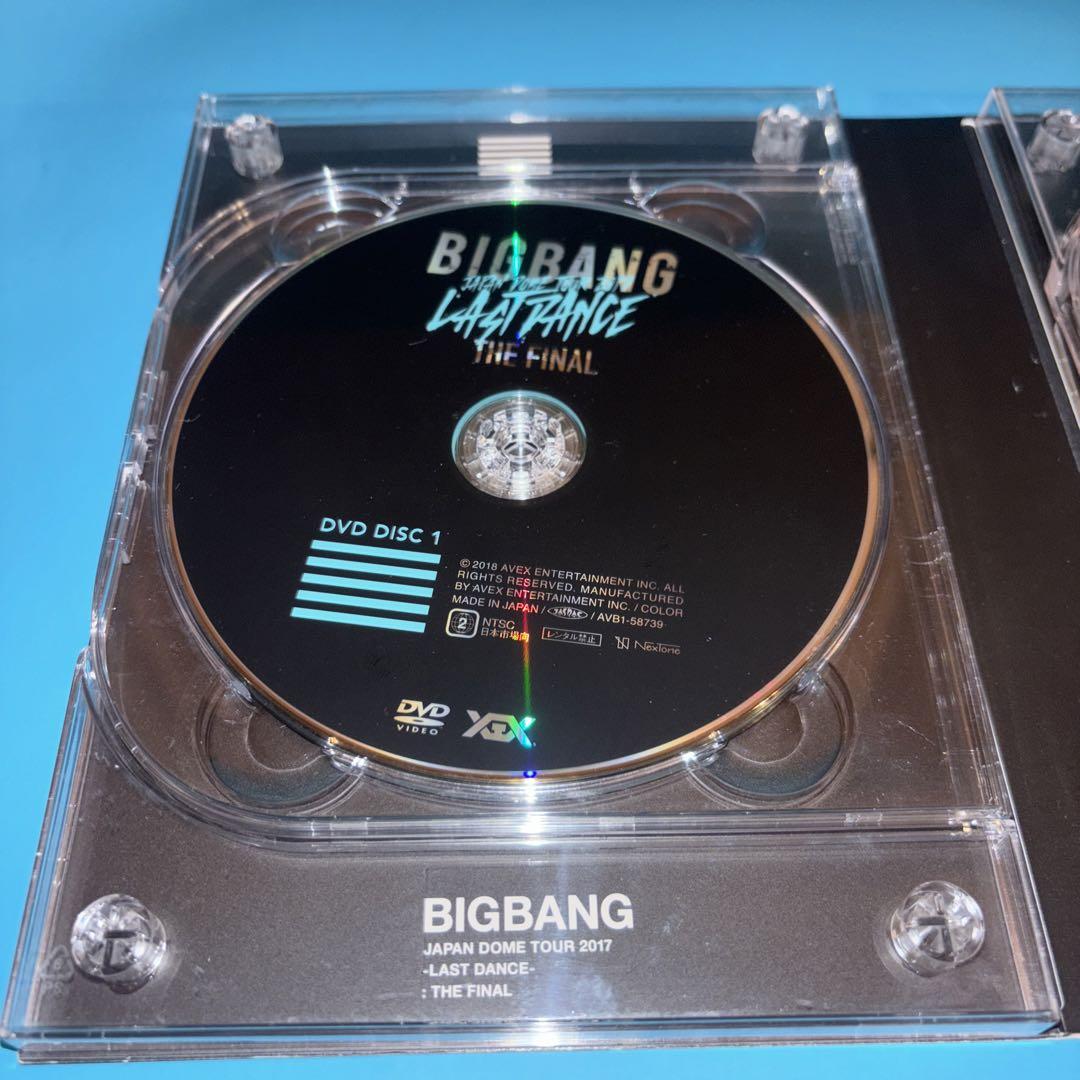 BIGBANG
JAPAN DOME TOUR 2017
LAST DANCE
THE FINAL
DVD DISC 1
© 2018 AVEX ENTERTAINMENT INC. ALL
RIGHTS RESERVED. MANUFACTURED
BY AVEX ENTERTAINMENT INC. / COLOR
MADE IN JAPAN / JASRAC / AVB1-58739
2 NTSC
日本市場向 レンタル禁止 NexTone
DVD
VIDEO
YGEX
BIGBANG
JAPAN DOME TOUR 2017
-LAST DANCE-
: THE FINAL